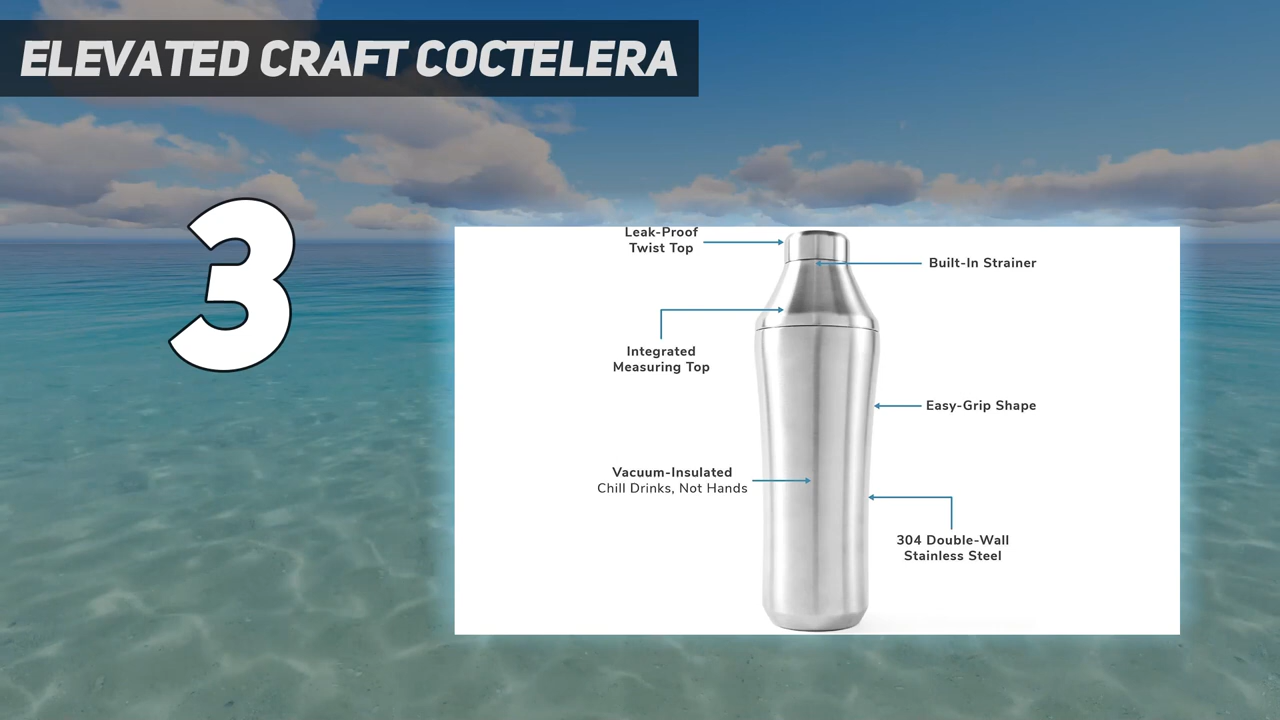 ELEVATED CRAFT COCTELERA
3
Leak-Proof
Twist Top
Built-In Strainer
Integrated
Measuring Top
Easy-Grip Shape
Vacuum-Insulated
Chill Drinks, Not Hands
304 Double-Wall
Stainless Steel